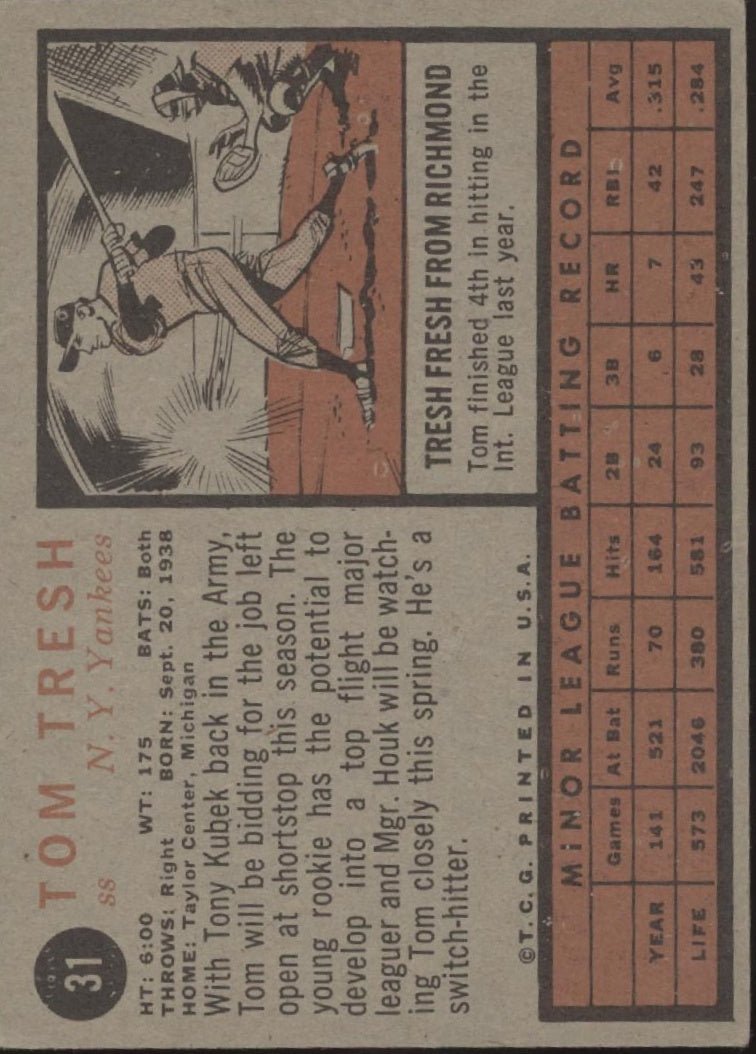 31
TOM TRESH
ss N. Y. Yankees
HT: 6:00 WT: 175 BATS: Both
THROWS: Right BORN: Sept. 20, 1938
HOME: Taylor Center, Michigan
With Tony Kubek back in the Army,
Tom will be bidding for the job left
open at shortstop this season. The
young rookie has the potential to
develop into a top flight major
leaguer and Mgr. Houk will be watch-
ing Tom closely this spring. He's a
switch-hitter.
©T. C. G. PRINTED IN U. S. A.
TRESH FRESH FROM RICHMOND
Tom finished 4th in hitting in the
Int. League last year.
MINOR LEAGUE BATTING RECORD
Games At Bat Runs Hits 2B 3B HR RBI Avg
YEAR 141 521 70 164 24 6 7 42 .315
LIFE 573 2046 380 581 93 28 43 247 .284